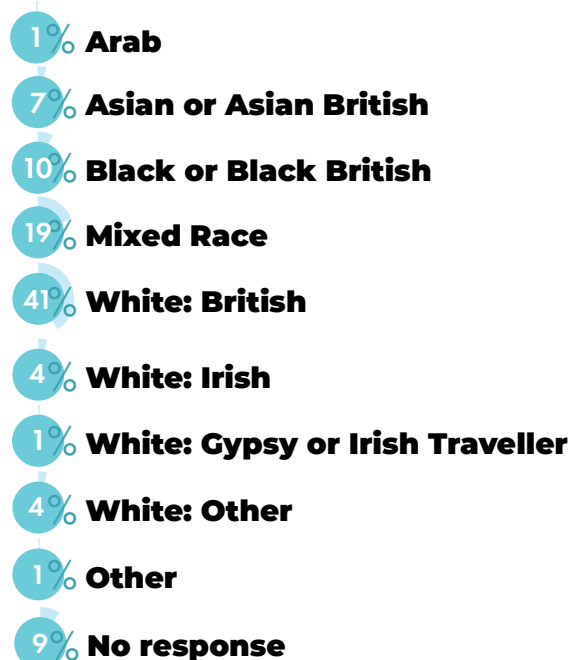 1% Arab
7% Asian or Asian British
10% Black or Black British
19% Mixed Race
41% White: British
4% White: Irish
1% White: Gypsy or Irish Traveller
4% White: Other
1% Other
9% No response